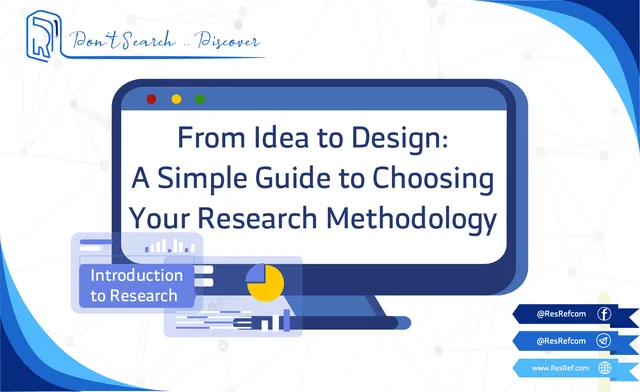 Don't Search .. Discover
From Idea to Design:
A Simple Guide to Choosing
Your Research Methodology
Introduction
to Research
@ResRefcom
@ResRefcom
www.ResRef.com